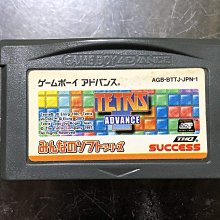 GAME BOY ADVANCE
ゲームボーイ アドバンス
AGB-BTTJ-JPN-1
TETRIS
ADVANCE
THQ
みんなのソフトシリーズ
SUCCESS